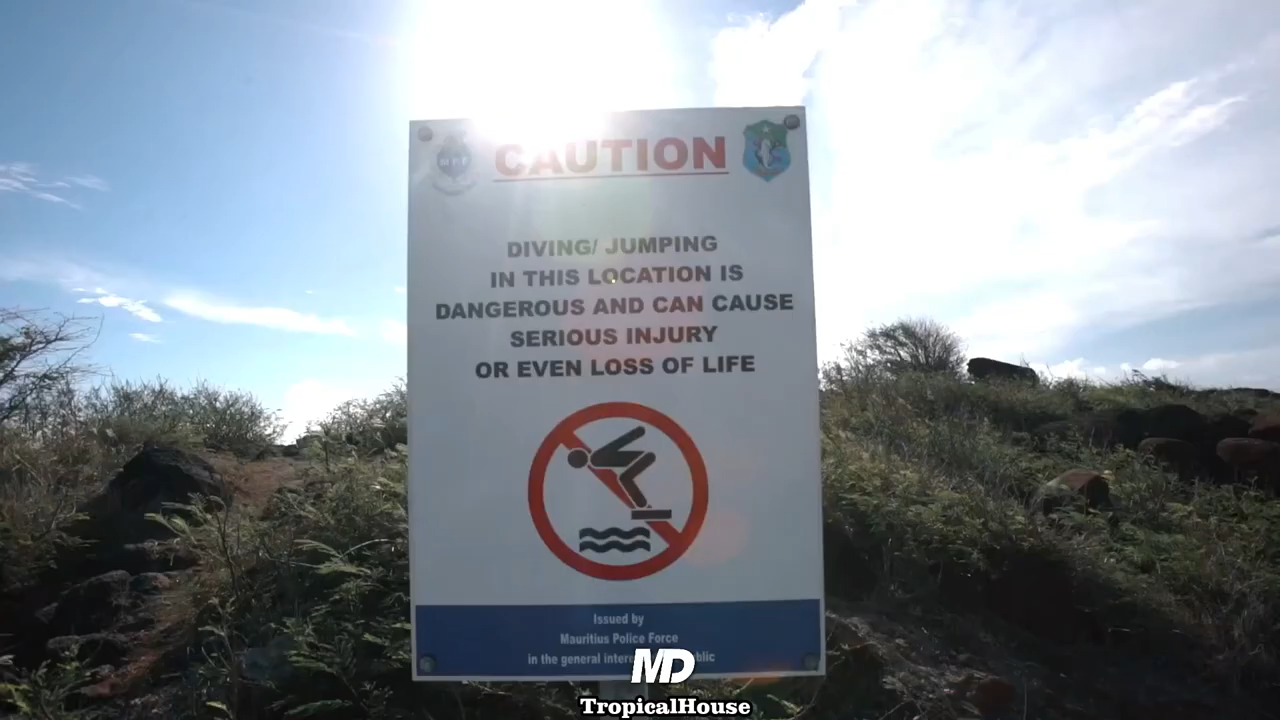 MPF
CAUTION
DIVING/ JUMPING
IN THIS LOCATION IS
DANGEROUS AND CAN CAUSE
SERIOUS INJURY
OR EVEN LOSS OF LIFE
Issued by
Mauritius Police Force
in the general
MD
TropicalHouse